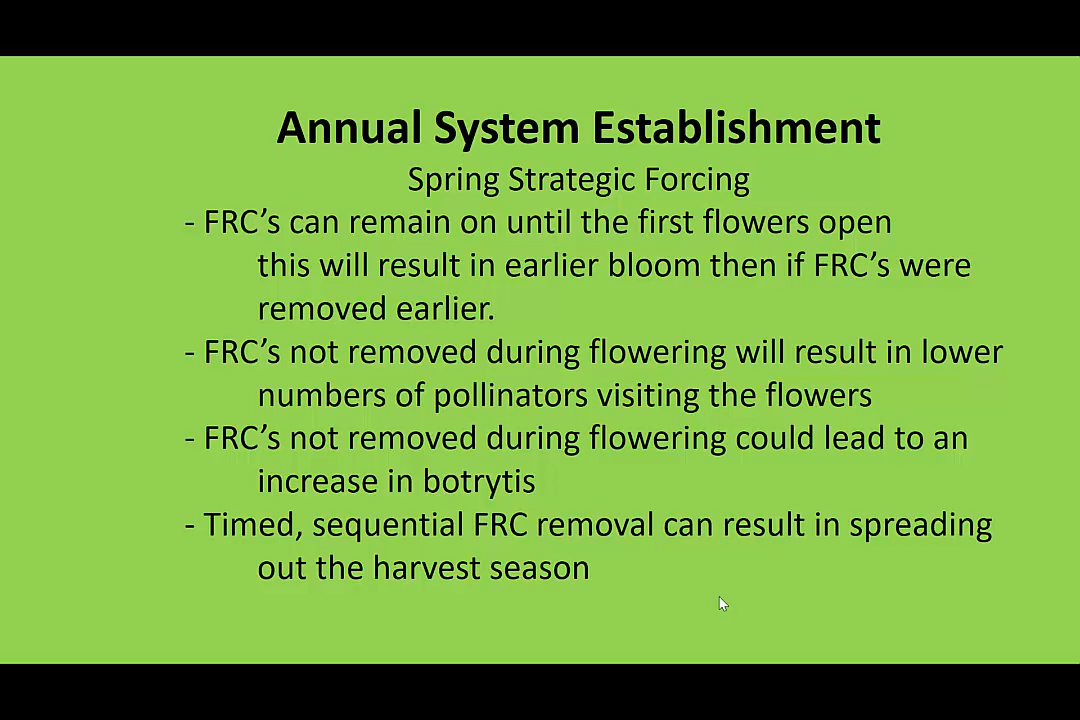 Annual System Establishment
Spring Strategic Forcing
- FRC’s can remain on until the first flowers open
this will result in earlier bloom then if FRC’s were
removed earlier.
- FRC’s not removed during flowering will result in lower
numbers of pollinators visiting the flowers
- FRC’s not removed during flowering could lead to an
increase in botrytis
- Timed, sequential FRC removal can result in spreading
out the harvest season